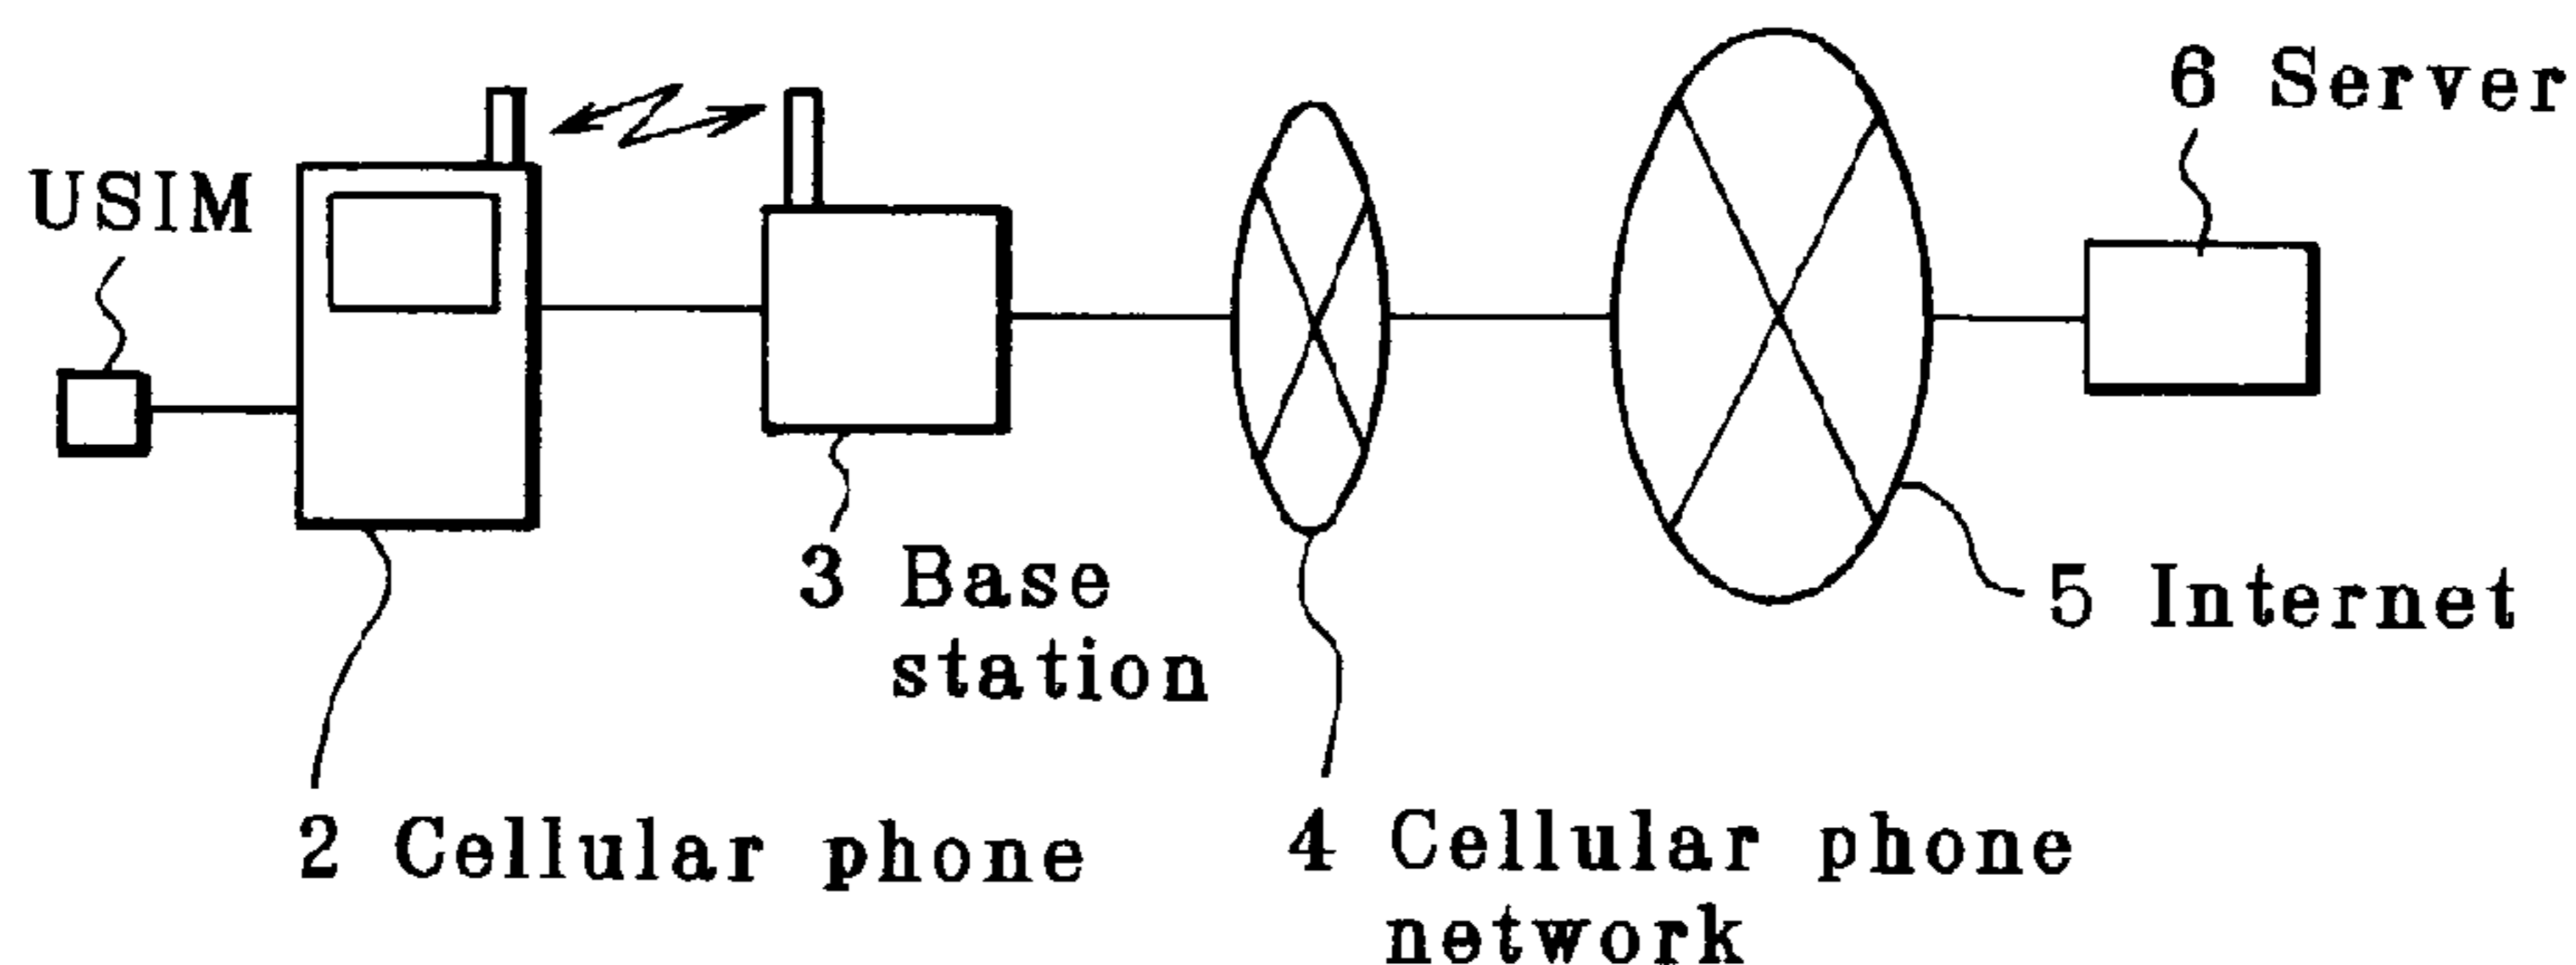 USIM
6 Server
3 Base
station
5 Internet
2 Cellular phone
4 Cellular phone
network